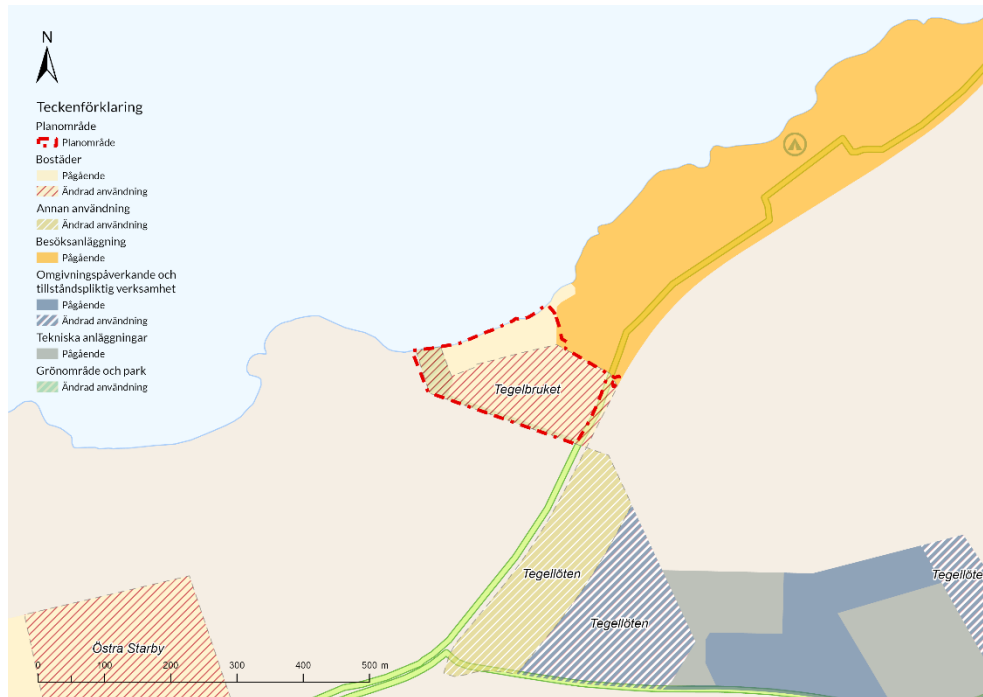 N
Teckenförklaring
Planområde
Planområde
Bostäder
Pågående
Ändrad användning
Annan användning
Ändrad användning
Besöksanläggning
Pågående
Omgivningspåverkande och
tillståndspliktig verksamhet
Pågående
Ändrad användning
Tekniska anläggningar
Pågående
Grönområde och park
Ändrad användning
Tegelbruket
Tegellöten
Tegellöte
Tegellöten
Östra Starby
0 100 200 300 400 500 m